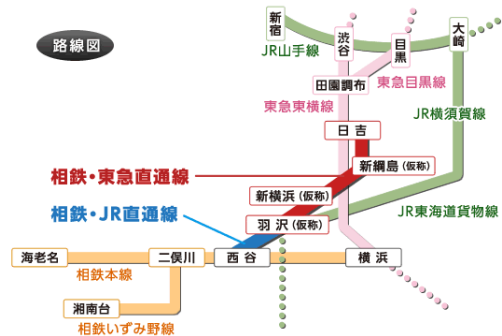 路線図
新宿
渋谷
目黒
大崎
JR山手線
田園調布
東急目黒線
東急東横線
JR横須賀線
日吉
相鉄・東急直通線
新綱島(仮称)
新横浜(仮称)
相鉄・JR直通線
羽沢(仮称)
JR東海道貨物線
海老名
二俣川
西谷
横浜
相鉄本線
湘南台
相鉄いずみ野線